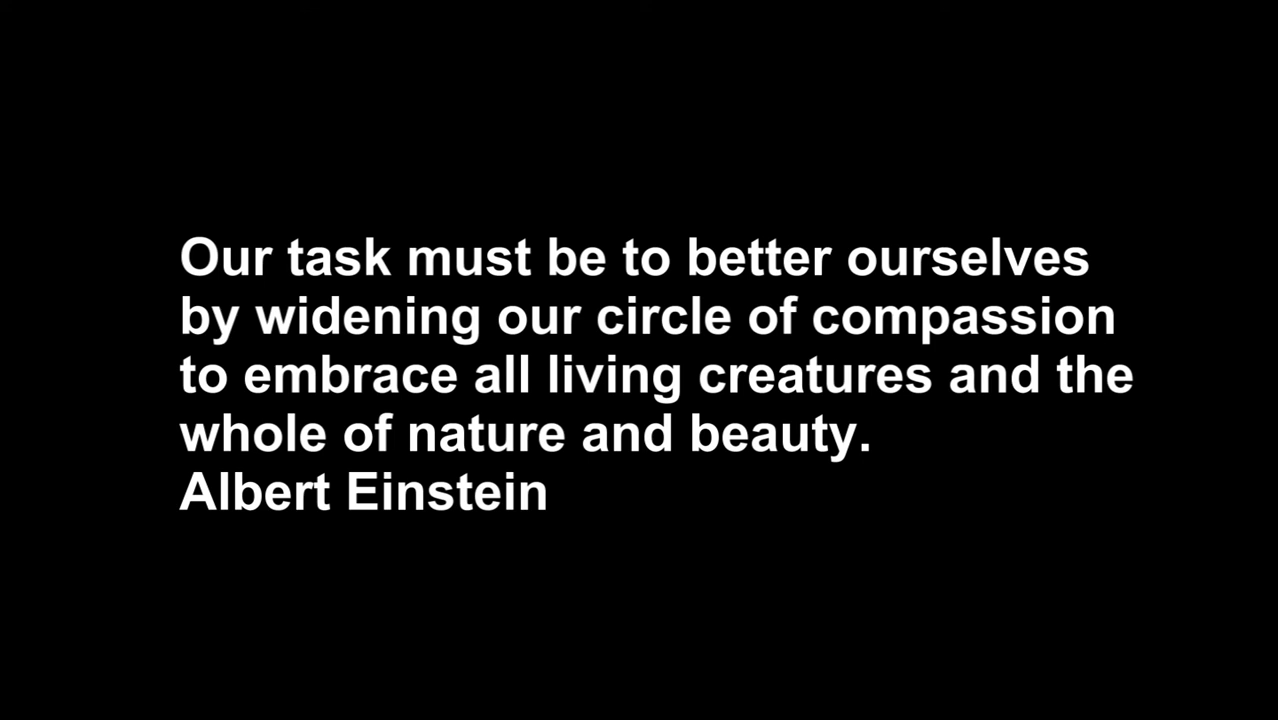 Our task must be to better ourselves
by widening our circle of compassion
to embrace all living creatures and the
whole of nature and beauty.
Albert Einstein